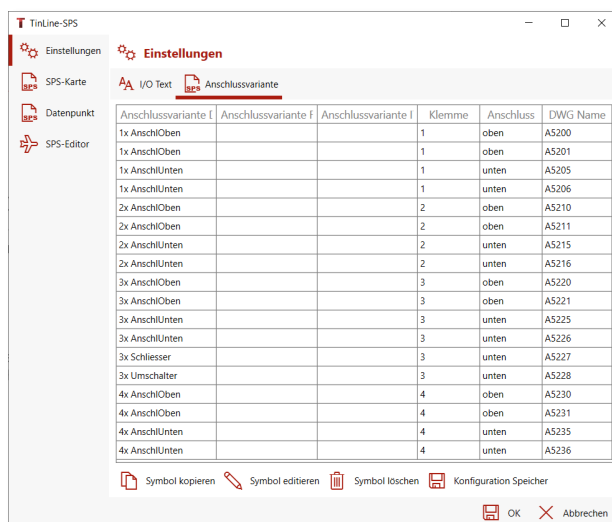 TinLine-SPS
Einstellungen
SPS-Karte
Datenpunkt
SPS-Editor
Einstellungen
AA I/O Text SPS Anschlussvariante
Anschlussvariante D Anschlussvariante F Anschlussvariante I Klemme Anschluss DWG Name
1x AnschlOben 1 oben A5200
1x AnschlOben 1 oben A5201
1x AnschlUnten 1 unten A5205
1x AnschlUnten 1 unten A5206
2x AnschlOben 2 oben A5210
2x AnschlOben 2 oben A5211
2x AnschlUnten 2 unten A5215
2x AnschlUnten 2 unten A5216
3x AnschlOben 3 oben A5220
3x AnschlOben 3 oben A5221
3x AnschlUnten 3 unten A5225
3x AnschlUnten 3 unten A5226
3x Schliesser 3 unten A5227
3x Umschalter 3 unten A5228
4x AnschlOben 4 oben A5230
4x AnschlOben 4 oben A5231
4x AnschlUnten 4 unten A5235
4x AnschlUnten 4 unten A5236
Symbol kopieren Symbol editieren Symbol löschen Konfiguration Speicher
OK Abbrechen